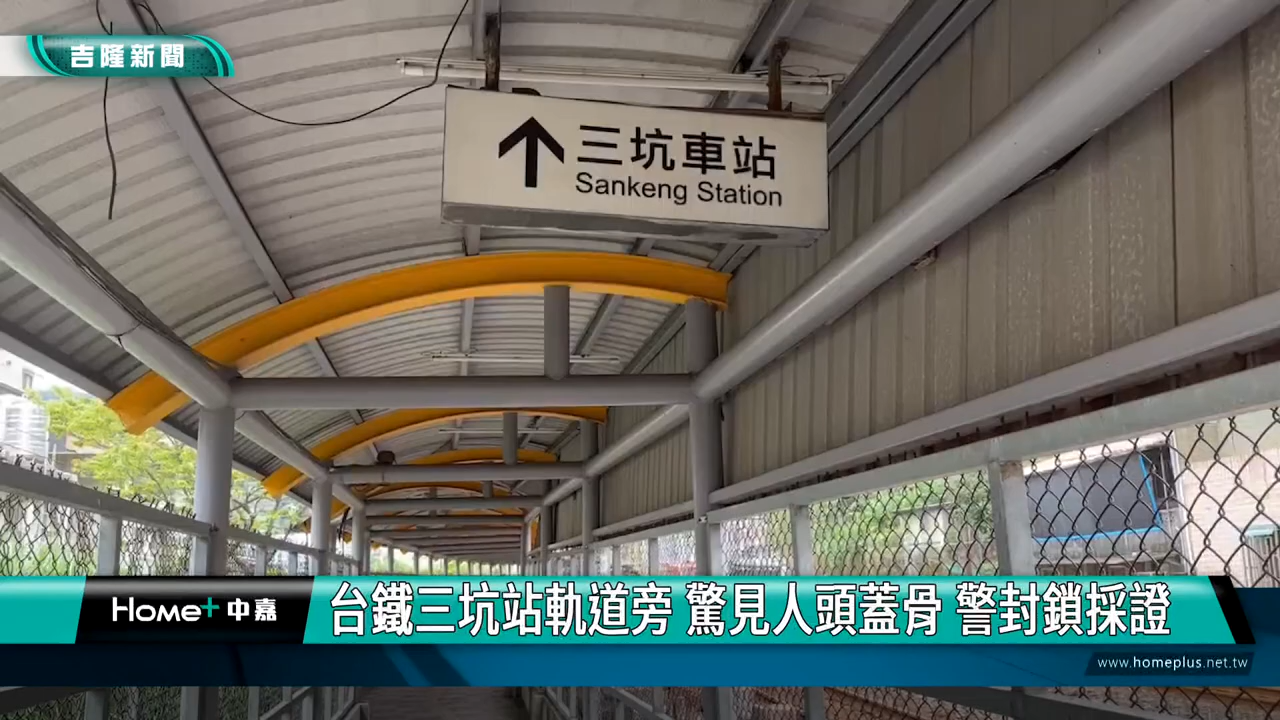 吉隆新聞
三坑車站
Sankeng Station
Home+ 中嘉
台鐵三坑站軌道旁 驚見人頭蓋骨 警封鎖採證
www.homeplus.net.tw